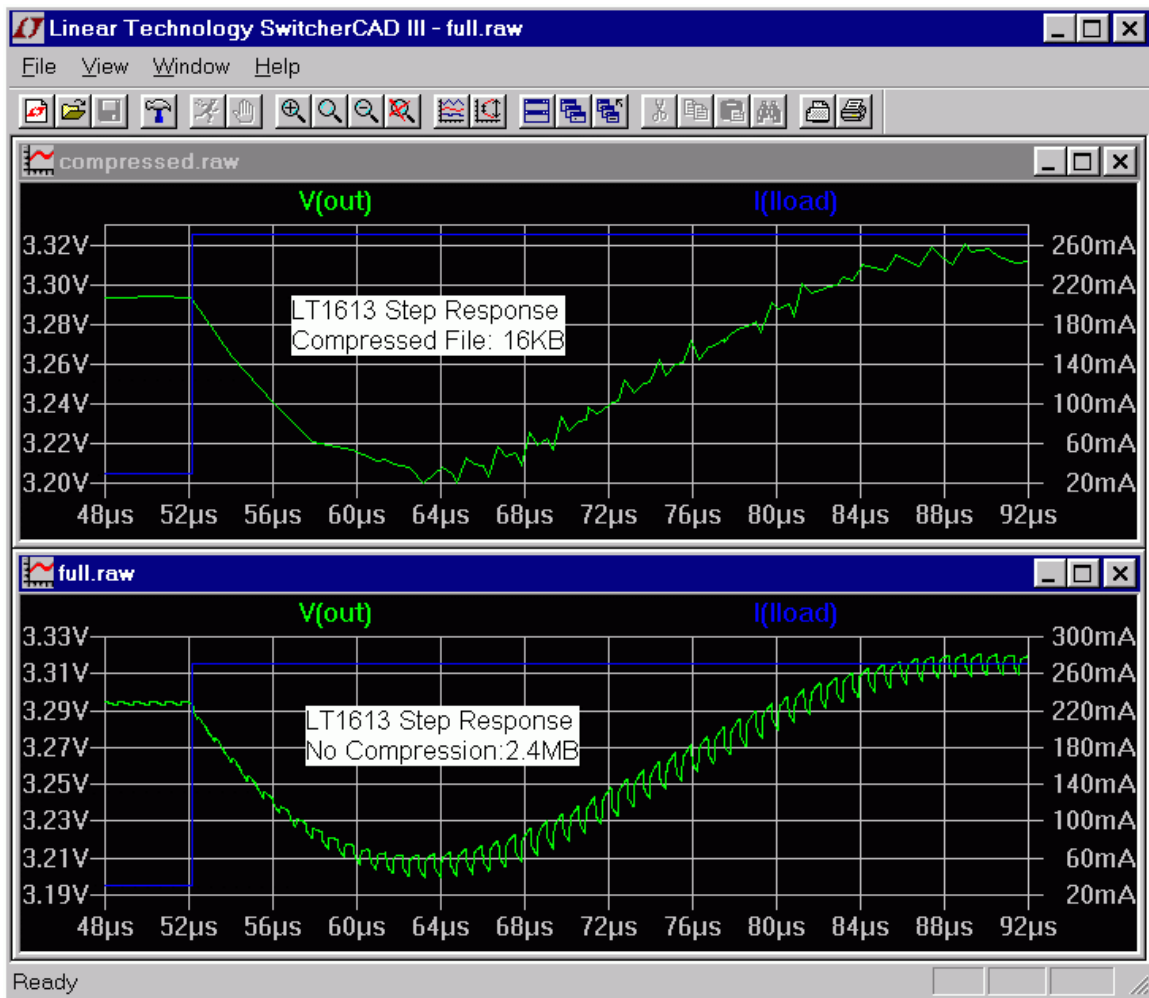 Linear Technology SwitcherCAD III - full.raw
File View Window Help
compressed.raw
V(out) I(Iload)
3.32V 260mA
3.30V 220mA
3.28V 180mA
3.26V 140mA
3.24V 100mA
3.22V 60mA
3.20V 20mA
LT1613 Step Response
Compressed File: 16KB
48µs 52µs 56µs 60µs 64µs 68µs 72µs 76µs 80µs 84µs 88µs 92µs
full.raw
V(out) I(Iload)
3.33V 300mA
3.31V 260mA
3.29V 220mA
3.27V 180mA
3.25V 140mA
3.23V 100mA
3.21V 60mA
3.19V 20mA
LT1613 Step Response
No Compression:2.4MB
48µs 52µs 56µs 60µs 64µs 68µs 72µs 76µs 80µs 84µs 88µs 92µs
Ready